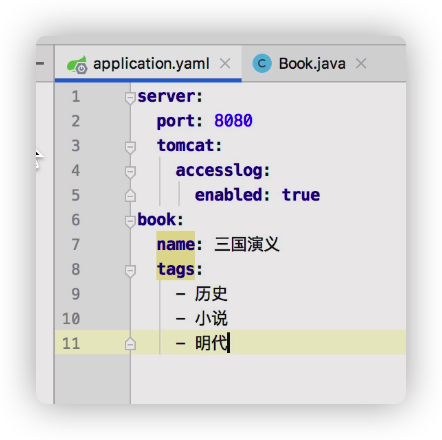 application.yaml Book.java
1 server:
2   port: 8080
3   tomcat:
4     accesslog:
5       enabled: true
6 book:
7   name: 三国演义
8   tags:
9     - 历史
10     - 小说
11     - 明代